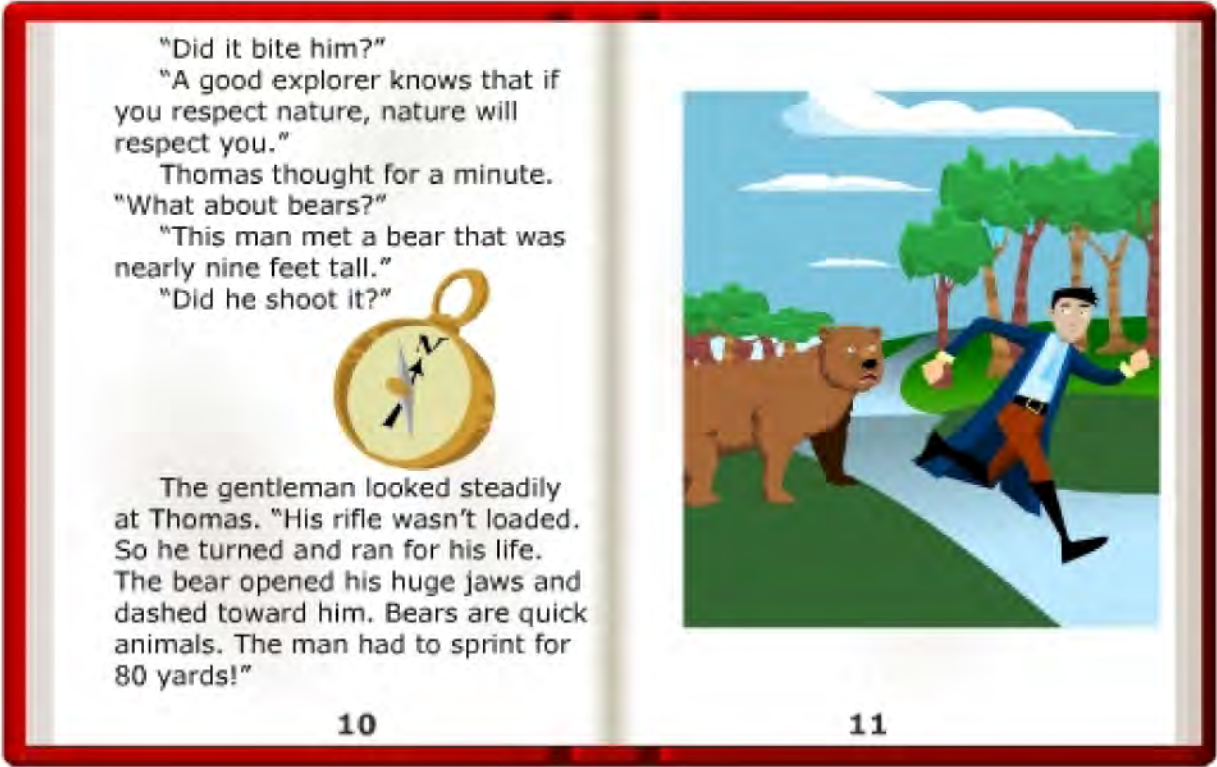 “Did it bite him?”
“A good explorer knows that if
you respect nature, nature will
respect you.”
Thomas thought for a minute.
“What about bears?”
“This man met a bear that was
nearly nine feet tall.”
“Did he shoot it?”
N
The gentleman looked steadily
at Thomas. “His rifle wasn’t loaded.
So he turned and ran for his life.
The bear opened his huge jaws and
dashed toward him. Bears are quick
animals. The man had to sprint for
80 yards!”
10
11